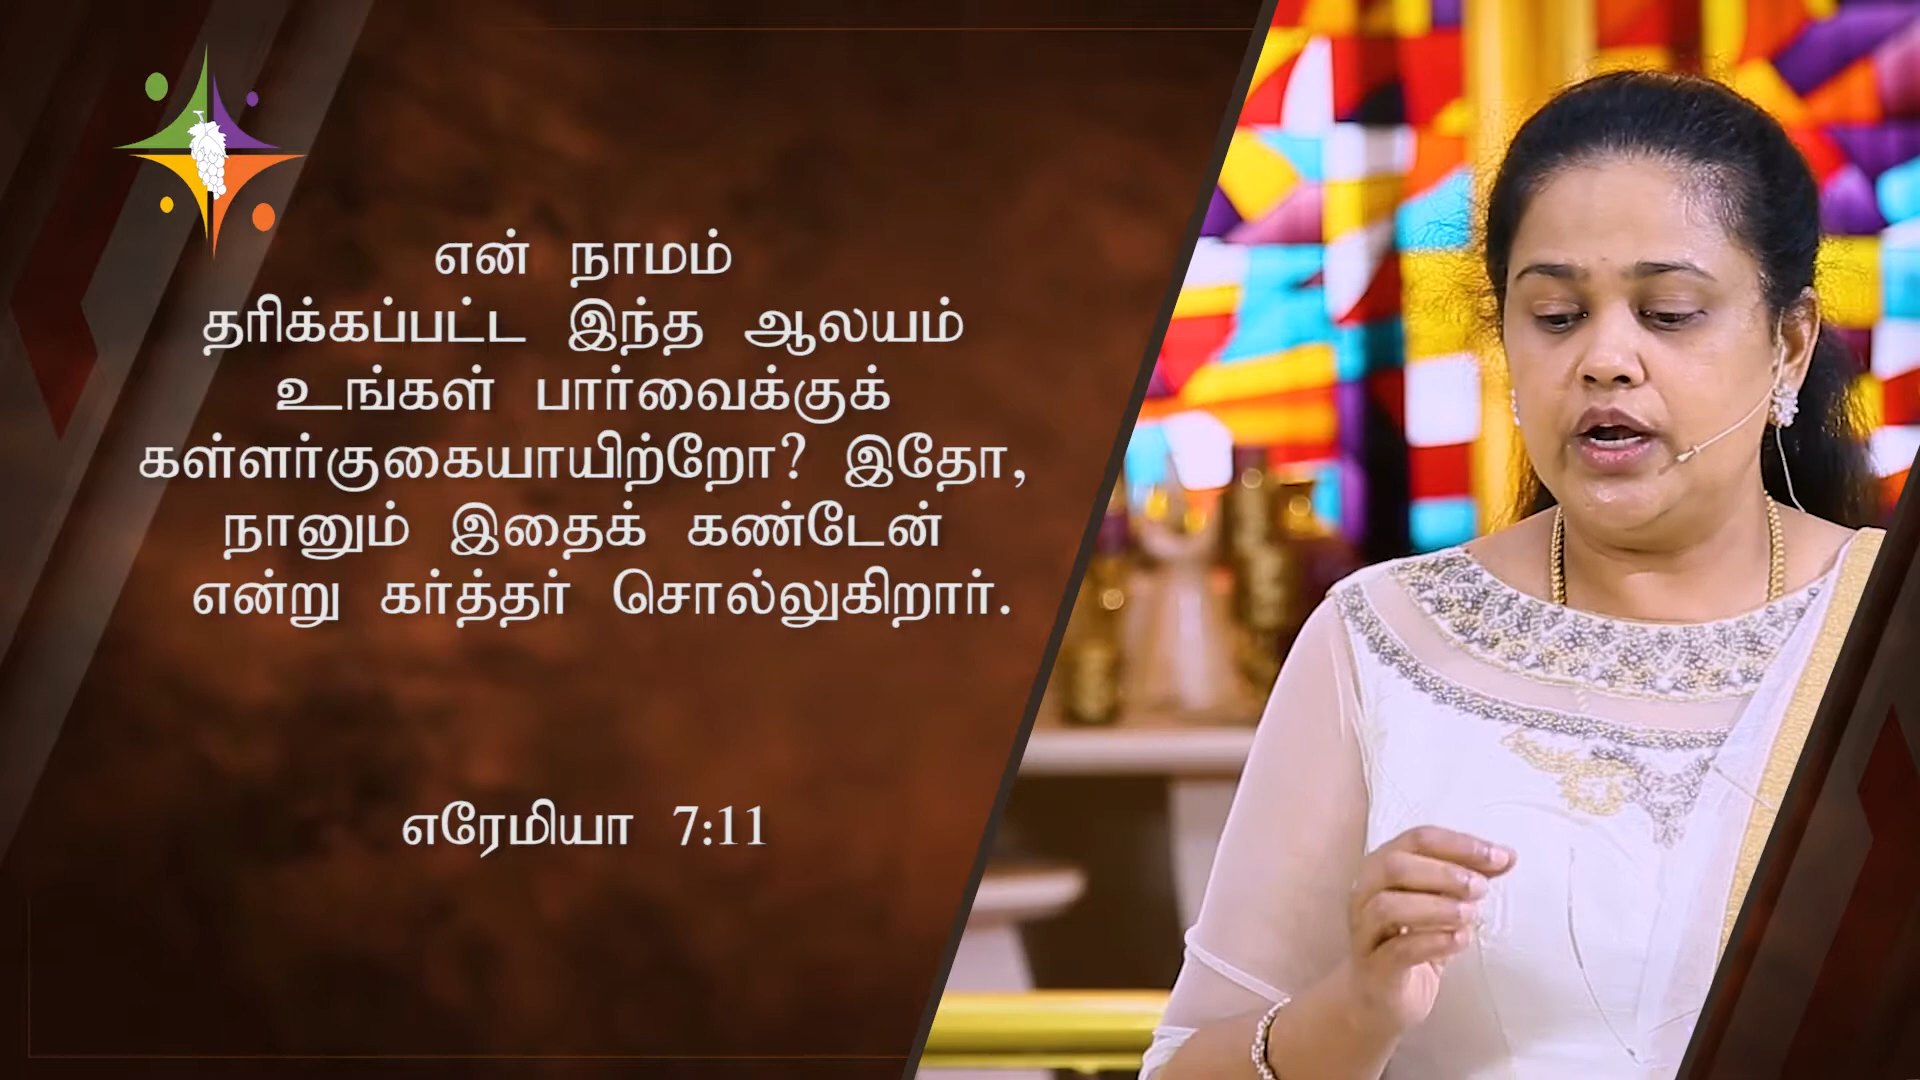 என் நாமம்
தரிக்கப்பட்ட இந்த ஆலயம்
உங்கள் பார்வைக்குக்
கள்ளர்குகையாயிற்றோ? இதோ,
நானும் இதைக் கண்டேன்
என்று கர்த்தர் சொல்லுகிறார்.
எரேமியா 7:11